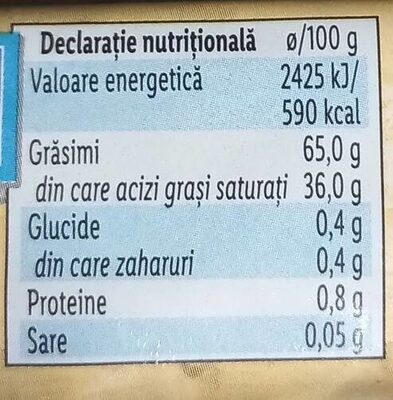 Declarație nutrițională ø/100 g
Valoare energetică 2425 kJ/
590 kcal
Grăsimi 65,0 g
din care acizi grași saturați 36,0 g
Glucide 0,4 g
din care zaharuri 0,4 g
Proteine 0,8 g
Sare 0,05 g